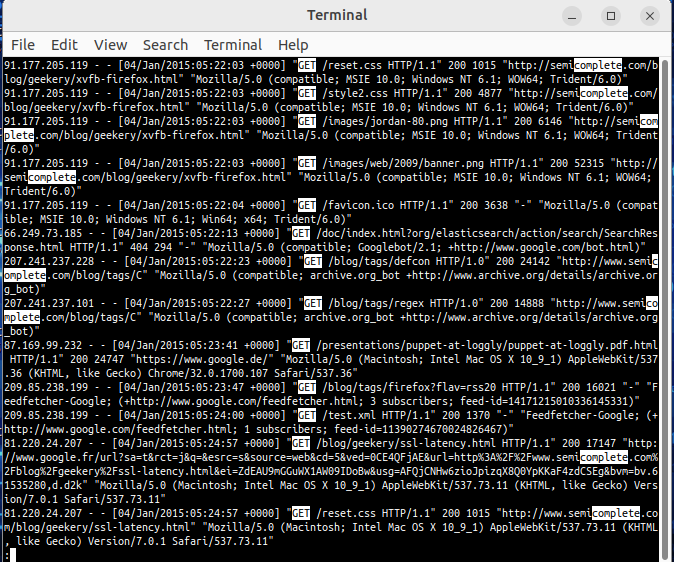 Terminal
File Edit View Search Terminal Help
91.177.205.119 - - [04/Jan/2015:05:22:03 +0000] "GET /reset.css HTTP/1.1" 200 1015 "http://semicomplete.com/b
log/geekery/xvfb-firefox.html" "Mozilla/5.0 (compatible; MSIE 10.0; Windows NT 6.1; WOW64; Trident/6.0)"
91.177.205.119 - - [04/Jan/2015:05:22:03 +0000] "GET /style2.css HTTP/1.1" 200 4877 "http://semicomplete.com/
blog/geekery/xvfb-firefox.html" "Mozilla/5.0 (compatible; MSIE 10.0; Windows NT 6.1; WOW64; Trident/6.0)"
91.177.205.119 - - [04/Jan/2015:05:22:03 +0000] "GET /images/jordan-80.png HTTP/1.1" 200 6146 "http://semicom
plete.com/blog/geekery/xvfb-firefox.html" "Mozilla/5.0 (compatible; MSIE 10.0; Windows NT 6.1; WOW64; Trident
/6.0)"
91.177.205.119 - - [04/Jan/2015:05:22:03 +0000] "GET /images/web/2009/banner.png HTTP/1.1" 200 52315 "http://
semicomplete.com/blog/geekery/xvfb-firefox.html" "Mozilla/5.0 (compatible; MSIE 10.0; Windows NT 6.1; WOW64; 
Trident/6.0)"
91.177.205.119 - - [04/Jan/2015:05:22:04 +0000] "GET /favicon.ico HTTP/1.1" 200 3638 "-" "Mozilla/5.0 (compat
ible; MSIE 10.0; Windows NT 6.1; Win64; x64; Trident/6.0)"
66.249.73.185 - - [04/Jan/2015:05:22:13 +0000] "GET /doc/index.html?org/elasticsearch/action/search/SearchRes
ponse.html HTTP/1.1" 404 294 "-" "Mozilla/5.0 (compatible; Googlebot/2.1; +http://www.google.com/bot.html)"
207.241.237.228 - - [04/Jan/2015:05:22:23 +0000] "GET /blog/tags/defcon HTTP/1.0" 200 24142 "http://www.semic
omplete.com/blog/tags/C" "Mozilla/5.0 (compatible; archive.org_bot +http://www.archive.org/details/archive.or
g_bot)"
207.241.237.101 - - [04/Jan/2015:05:22:27 +0000] "GET /blog/tags/regex HTTP/1.0" 200 14888 "http://www.semico
mplete.com/blog/tags/C" "Mozilla/5.0 (compatible; archive.org_bot +http://www.archive.org/details/archive.org
_bot)"
87.169.99.232 - - [04/Jan/2015:05:23:41 +0000] "GET /presentations/puppet-at-loggly/puppet-at-loggly.pdf.html
 HTTP/1.1" 200 24747 "https://www.google.de/" "Mozilla/5.0 (Macintosh; Intel Mac OS X 10_9_1) AppleWebKit/537
.36 (KHTML, like Gecko) Chrome/32.0.1700.107 Safari/537.36"
209.85.238.199 - - [04/Jan/2015:05:23:47 +0000] "GET /blog/tags/firefox?flav=rss20 HTTP/1.1" 200 16021 "-" "F
eedfetcher-Google; (+http://www.google.com/feedfetcher.html; 3 subscribers; feed-id=14171215010336145331)"
209.85.238.199 - - [04/Jan/2015:05:24:00 +0000] "GET /test.xml HTTP/1.1" 200 1370 "-" "Feedfetcher-Google; (+
http://www.google.com/feedfetcher.html; 1 subscribers; feed-id=11390274670024826467)"
81.220.24.207 - - [04/Jan/2015:05:24:57 +0000] "GET /blog/geekery/ssl-latency.html HTTP/1.1" 200 17147 "http:
//www.google.fr/url?sa=t&rct=j&q=&esrc=s&source=web&cd=5&ved=0CE4QFjAE&url=http%3A%2F%2Fwww.semicomplete.com%
2Fblog%2Fgeekery%2Fssl-latency.html&ei=ZdEAU9mGGuWX1AW09IDoBw&usg=AFQjCNHw6zioJpizqX8Q0YpKKaF4zdCSEg&bvm=bv.6
1535280,d.d2k" "Mozilla/5.0 (Macintosh; Intel Mac OS X 10_9_1) AppleWebKit/537.73.11 (KHTML, like Gecko) Vers
ion/7.0.1 Safari/537.73.11"
81.220.24.207 - - [04/Jan/2015:05:24:57 +0000] "GET /reset.css HTTP/1.1" 200 1015 "http://www.semicomplete.co
m/blog/geekery/ssl-latency.html" "Mozilla/5.0 (Macintosh; Intel Mac OS X 10_9_1) AppleWebKit/537.73.11 (KHTML
, like Gecko) Version/7.0.1 Safari/537.73.11"
: